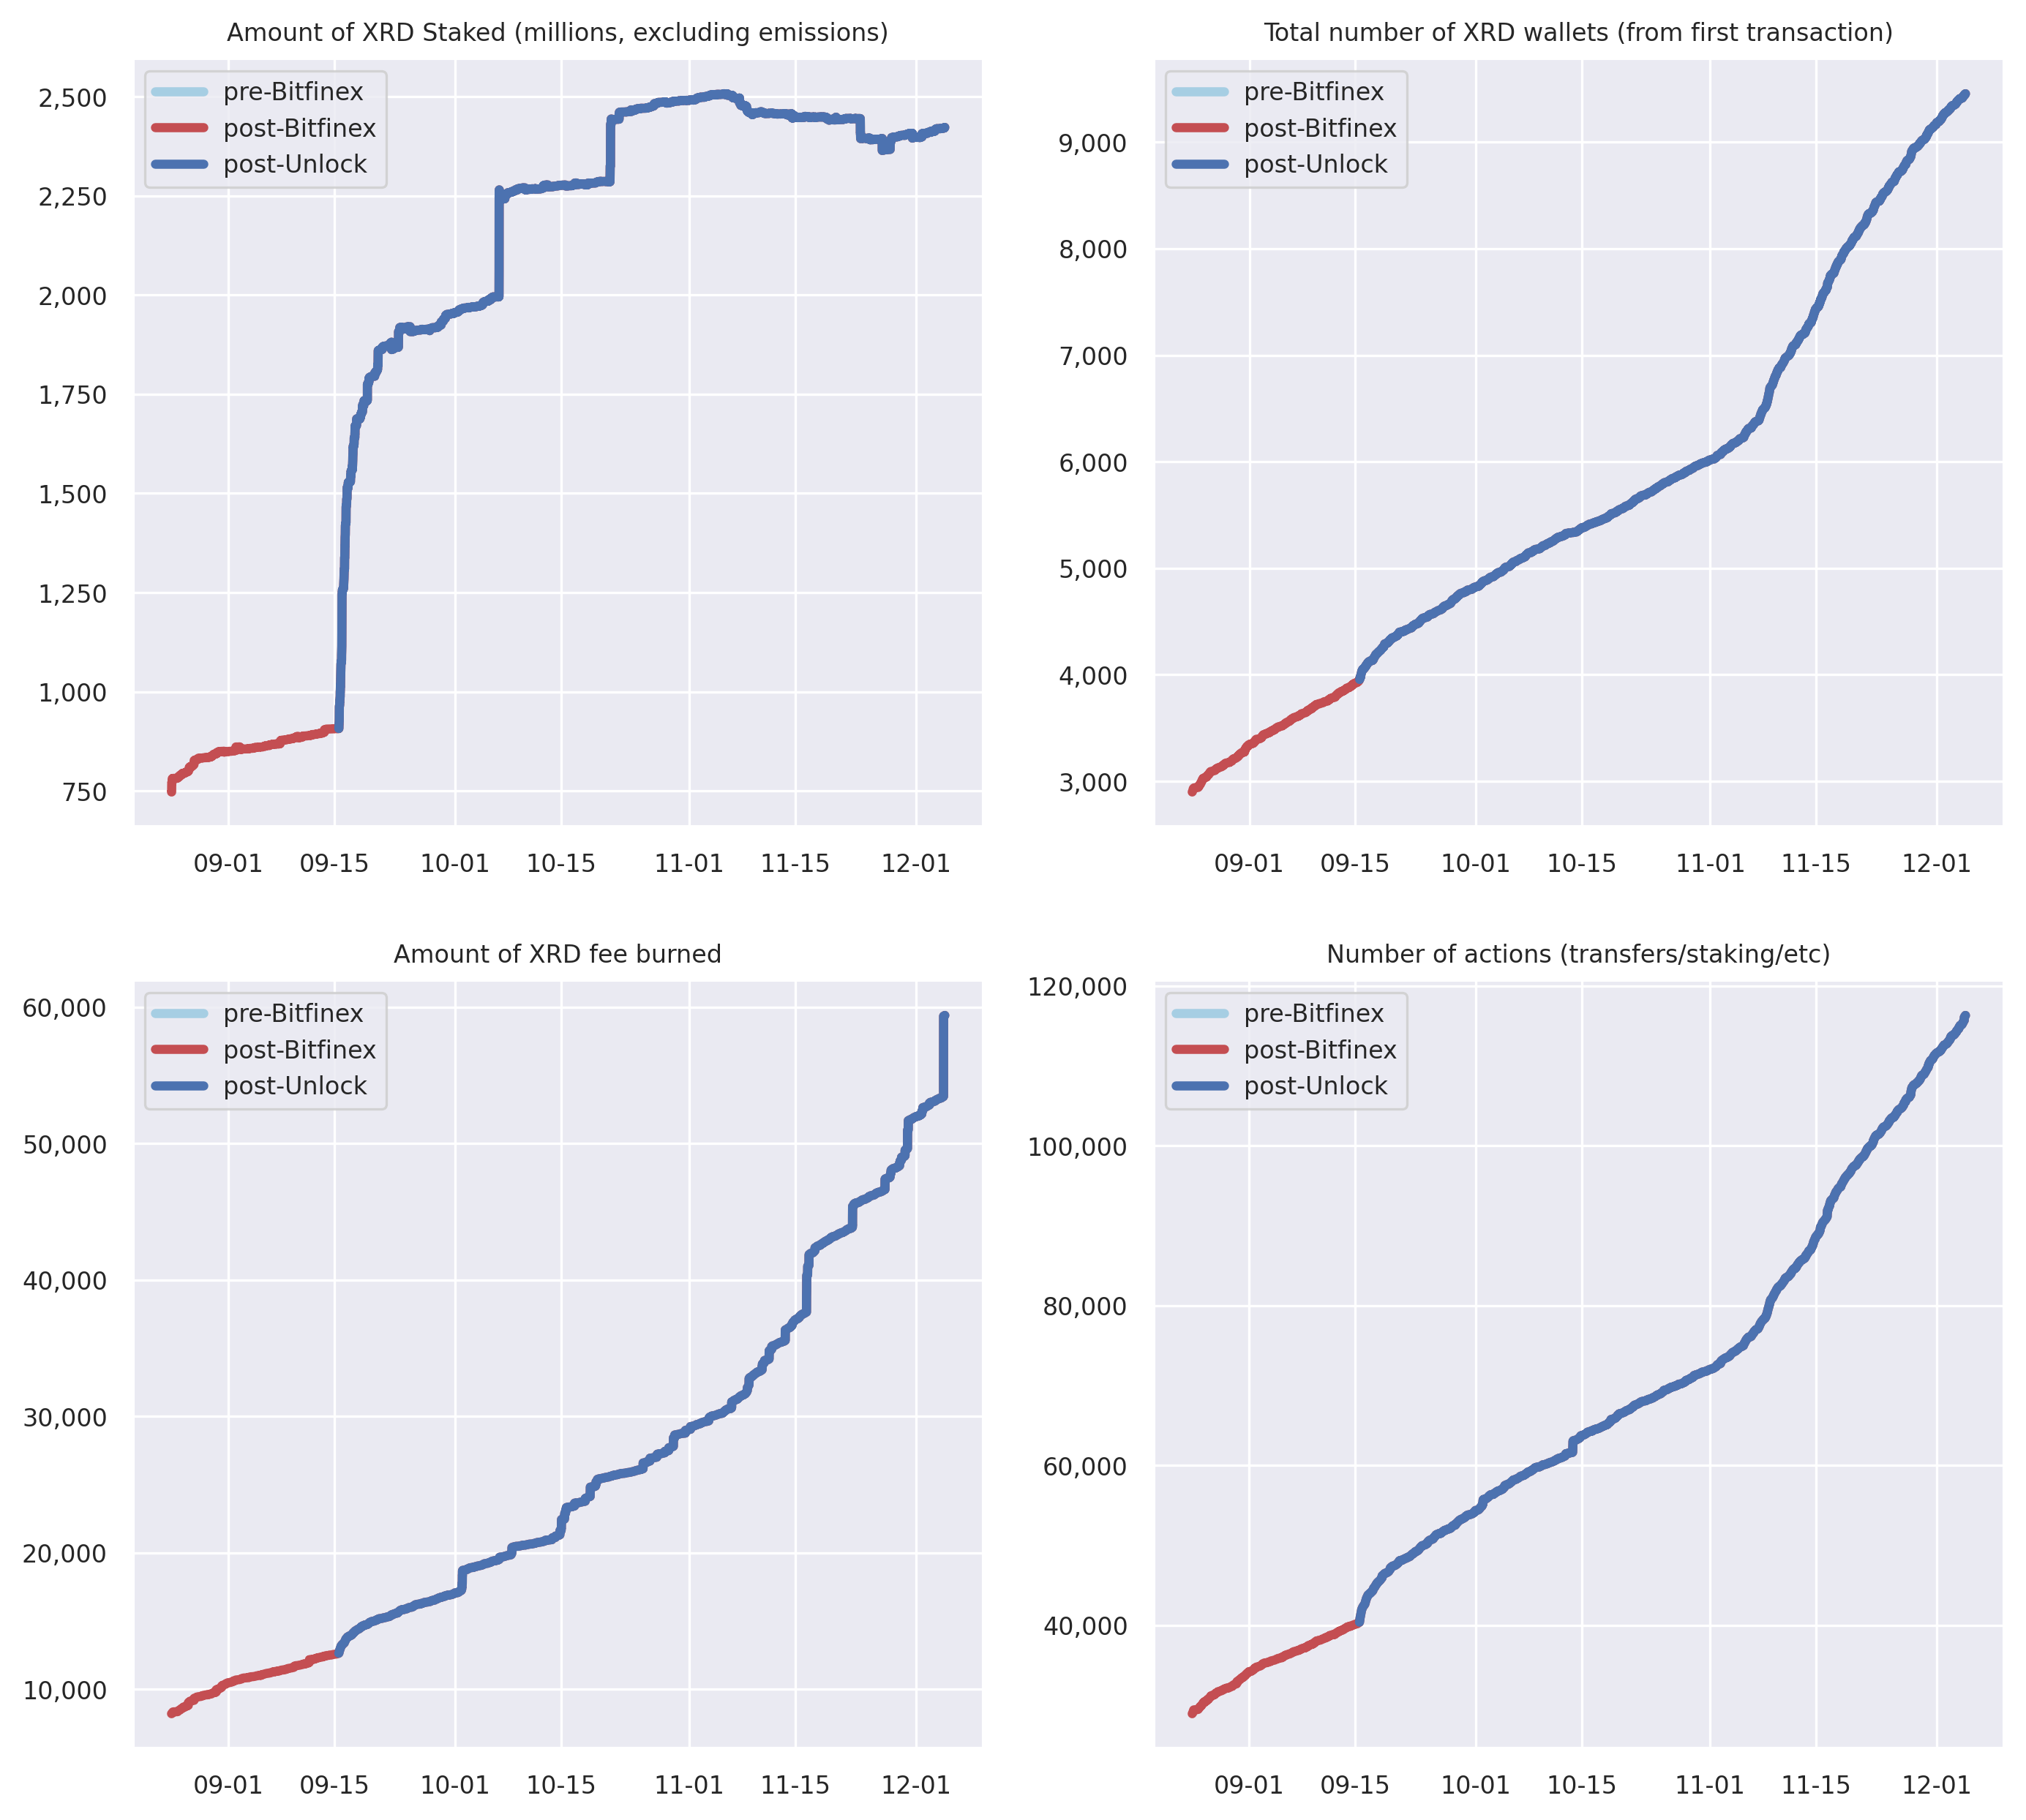 Amount of XRD Staked (millions, excluding emissions)
pre-Bitfinex
post-Bitfinex
post-Unlock
2,500
2,250
2,000
1,750
1,500
1,250
1,000
750
09-01 09-15 10-01 10-15 11-01 11-15 12-01
Total number of XRD wallets (from first transaction)
pre-Bitfinex
post-Bitfinex
post-Unlock
9,000
8,000
7,000
6,000
5,000
4,000
3,000
09-01 09-15 10-01 10-15 11-01 11-15 12-01
Amount of XRD fee burned
pre-Bitfinex
post-Bitfinex
post-Unlock
60,000
50,000
40,000
30,000
20,000
10,000
09-01 09-15 10-01 10-15 11-01 11-15 12-01
Number of actions (transfers/staking/etc)
pre-Bitfinex
post-Bitfinex
post-Unlock
120,000
100,000
80,000
60,000
40,000
09-01 09-15 10-01 10-15 11-01 11-15 12-01